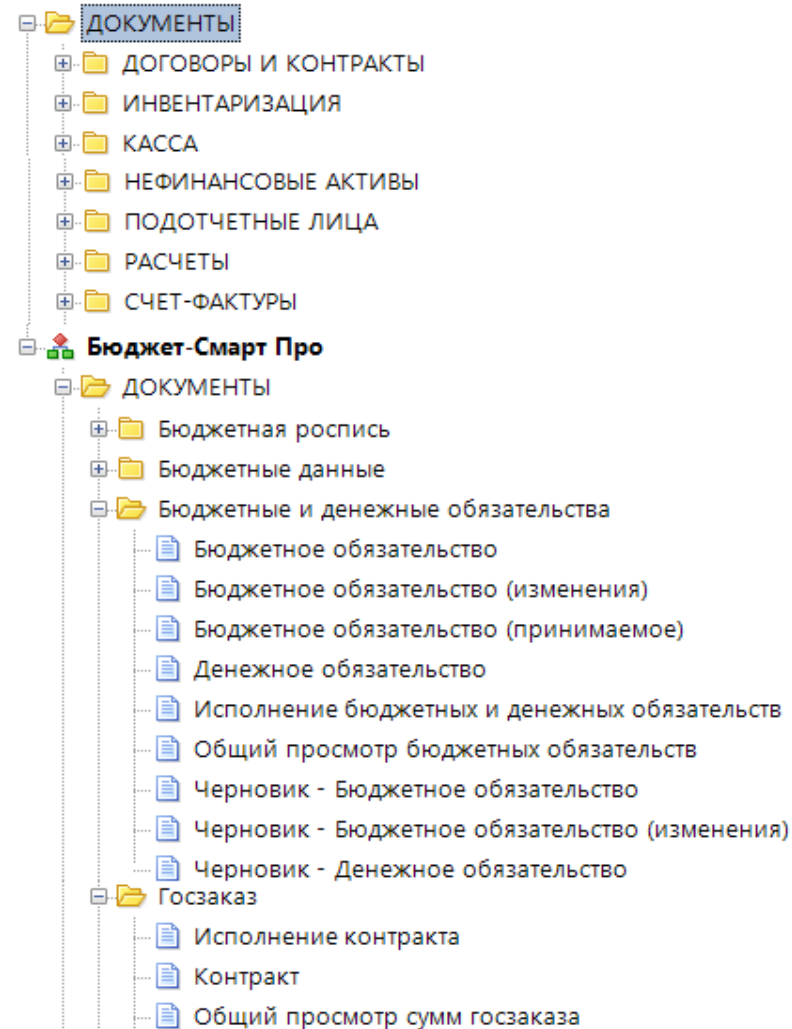 ДОКУМЕНТЫ
ДОГОВОРЫ И КОНТРАКТЫ
ИНВЕНТАРИЗАЦИЯ
КАССА
НЕФИНАНСОВЫЕ АКТИВЫ
ПОДОТЧЕТНЫЕ ЛИЦА
РАСЧЕТЫ
СЧЕТ-ФАКТУРЫ
Бюджет-Смарт Про
ДОКУМЕНТЫ
Бюджетная роспись
Бюджетные данные
Бюджетные и денежные обязательства
Бюджетное обязательство
Бюджетное обязательство (изменения)
Бюджетное обязательство (принимаемое)
Денежное обязательство
Исполнение бюджетных и денежных обязательств
Общий просмотр бюджетных обязательств
Черновик - Бюджетное обязательство
Черновик - Бюджетное обязательство (изменения)
Черновик - Денежное обязательство
Госзаказ
Исполнение контракта
Контракт
Общий просмотр сумм госзаказа